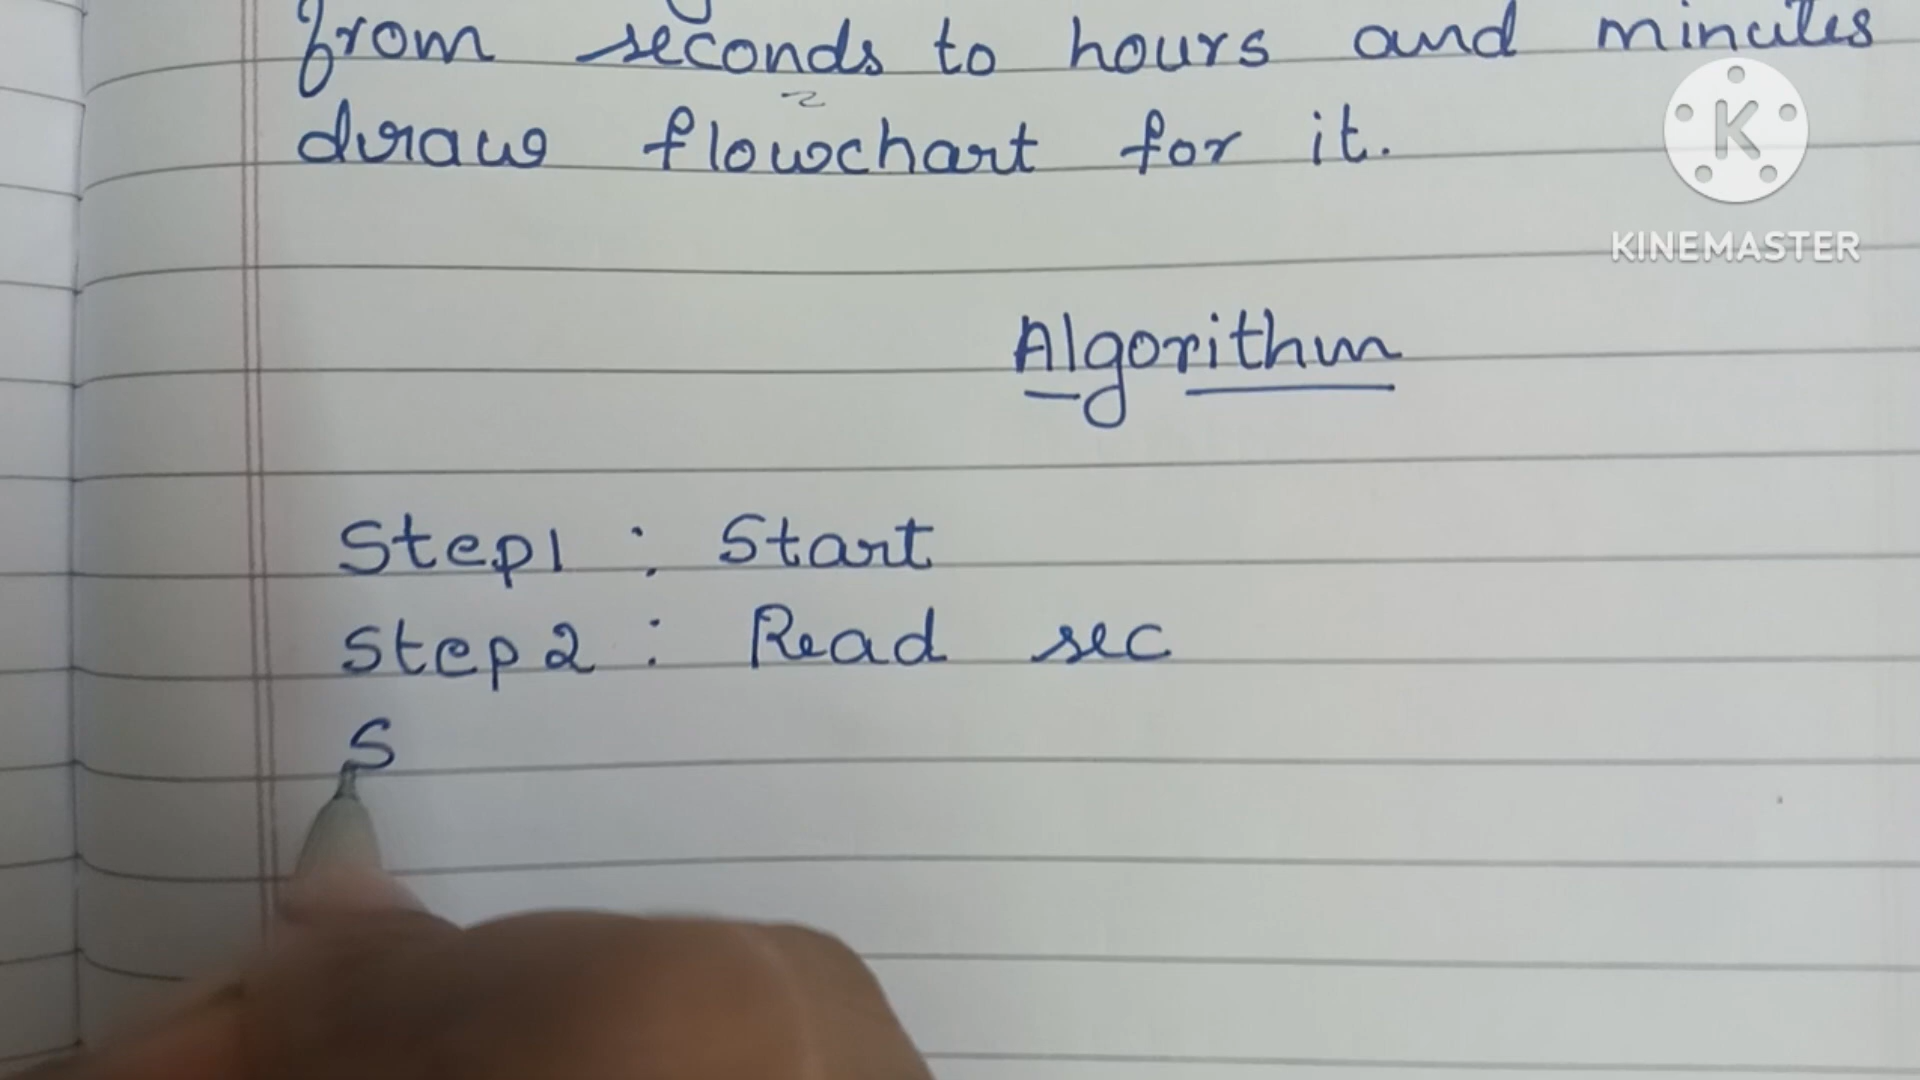 from seconds to hours and minutes
draw flowchart for it.
K
KINEMASTER
Algorithm
Step1 : Start
Step2 : Read sec
S